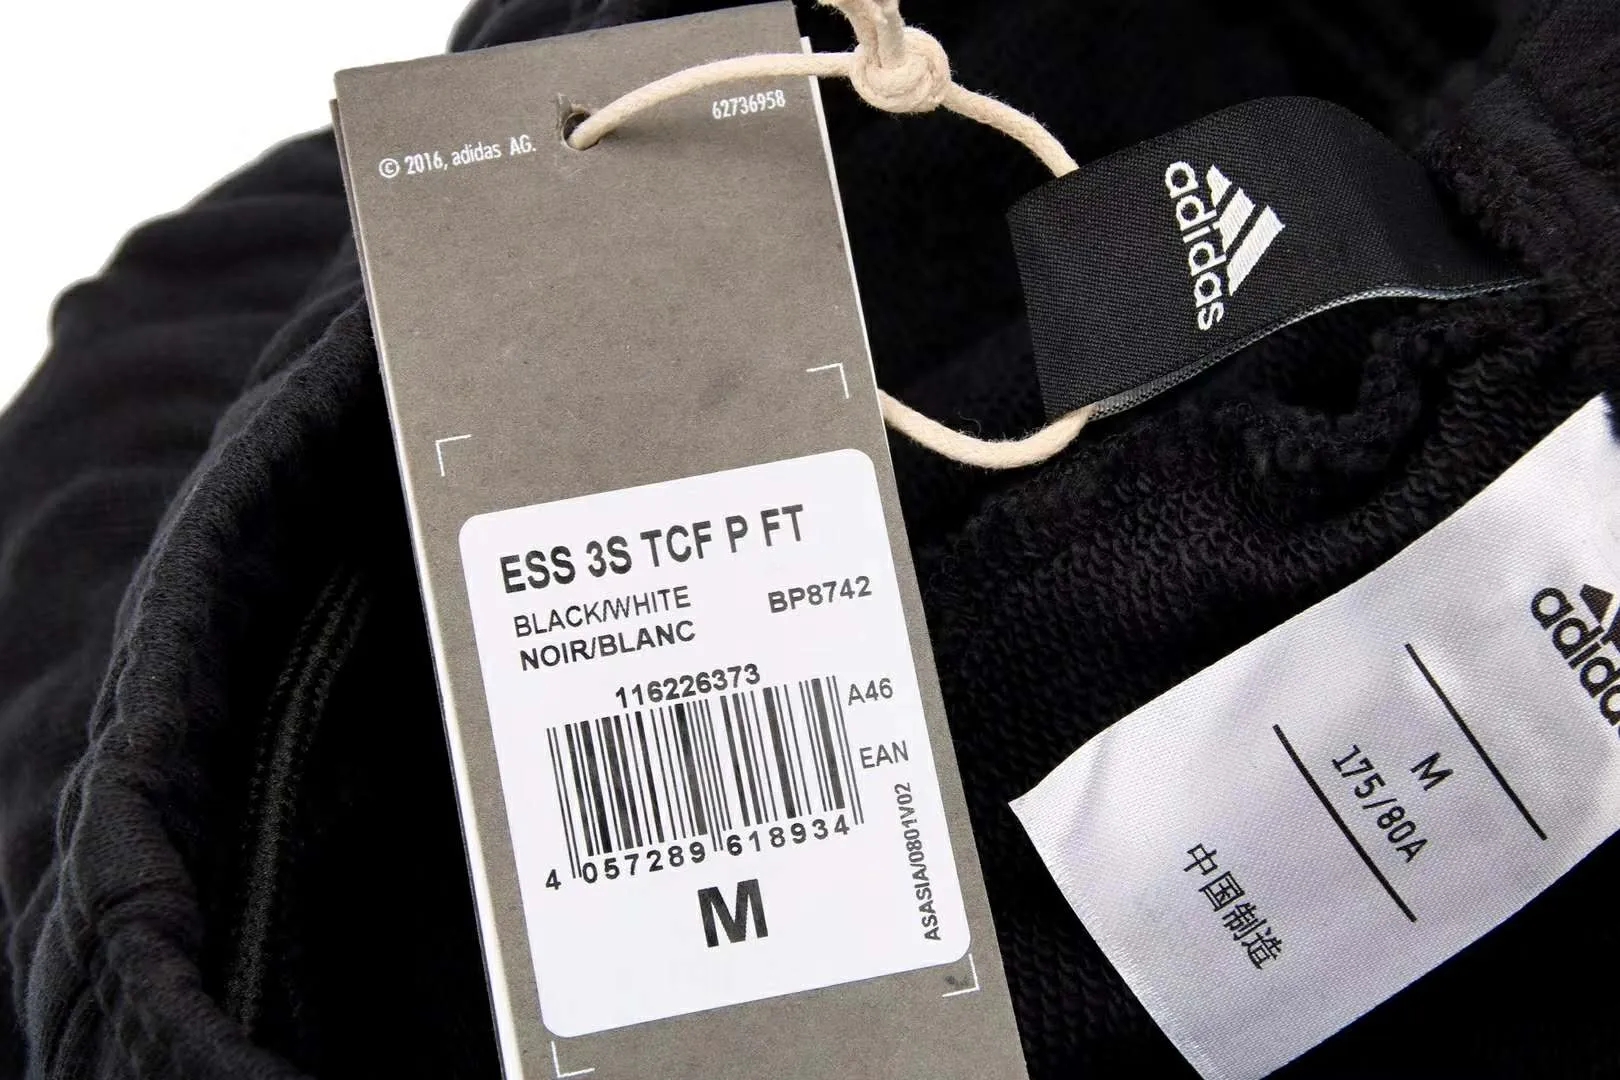 © 2016, adidas AG.
62736958
adidas
ESS 3S TCF P FT
BLACK/WHITE
BP8742
NOIR/BLANC
116226373
A46
EAN
4 057289 618934
ASASIA/0801V02
M
adidas
M
175/80A
中国制造